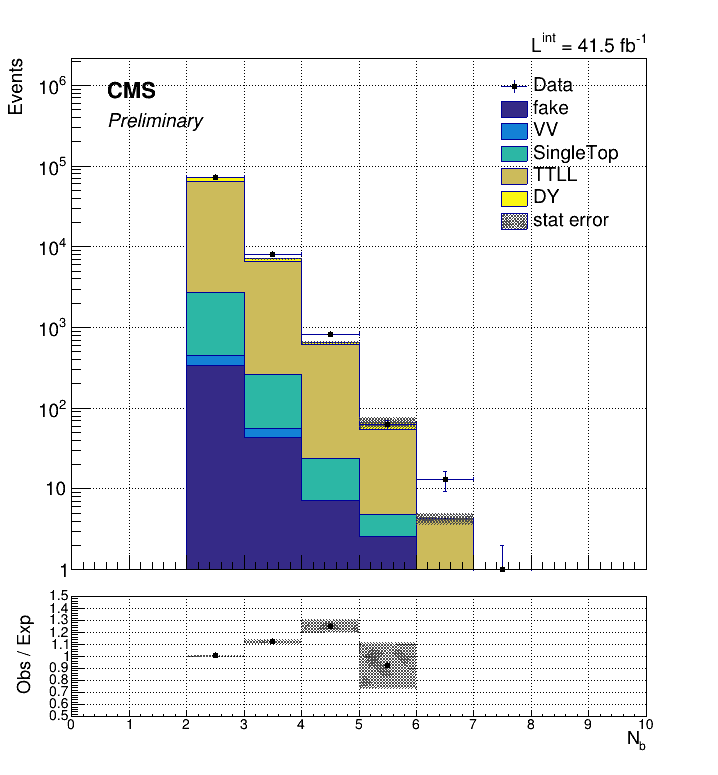 L^int = 41.5 fb^-1
Events
CMS
Preliminary
Data
fake
VV
SingleTop
TTLL
DY
stat error
10^6
10^5
10^4
10^3
10^2
10
1
Obs / Exp
1.5
1.4
1.3
1.2
1.1
1
0.9
0.8
0.7
0.6
0.5
0 1 2 3 4 5 6 7 8 9 10
N_b